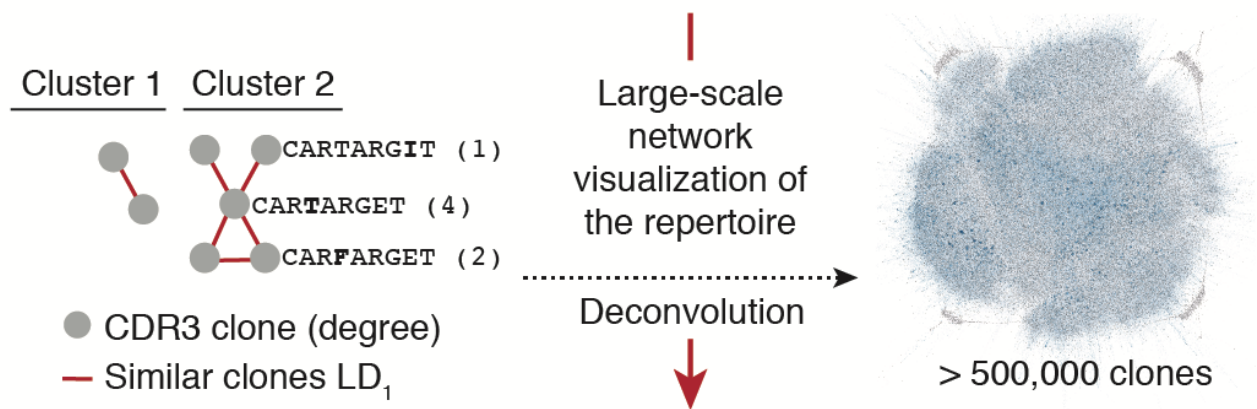 Cluster 1
Cluster 2
CARTARGIT (1)
CARTARGET (4)
CARFARGET (2)
CDR3 clone (degree)
Similar clones LD₁
Large-scale
network
visualization of
the repertoire
Deconvolution
> 500,000 clones